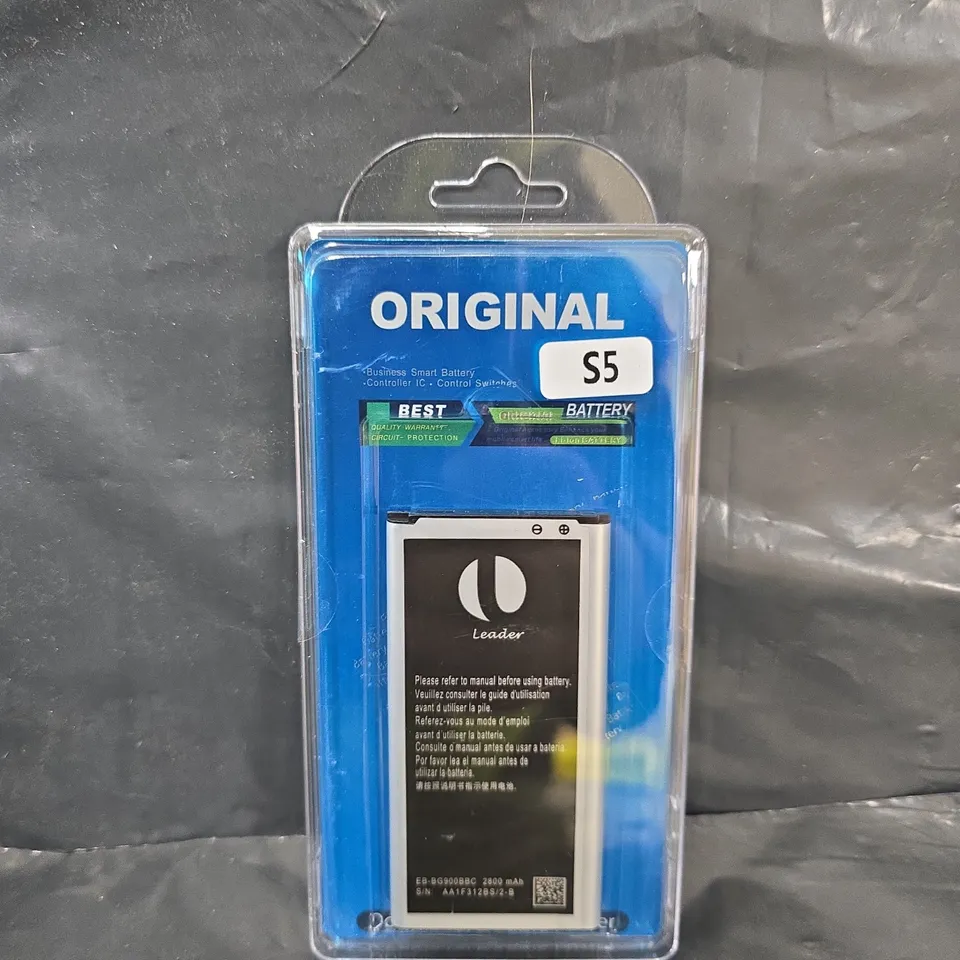 ORIGINAL
S5
·Business Smart Battery
·Controller IC · Control Switches
BEST
BATTERY
QUALITY WARRANTY
CIRCUIT- PROTECTION
Leader
Please refer to manual before using battery.
Veuillez consulter le guide d'utilisation
avant d utiliser la pile.
Referez-vous au mode d'emploi
avant d'utiliser la batterie.
Consulte o manual antes de usar a bateria.
Por favor lea el manual antes de
utilizar la batería.
请按照说明书指示使用电池.
EB-BG900BBC 2800 mAh
S/N: AA1F312BS/2-B